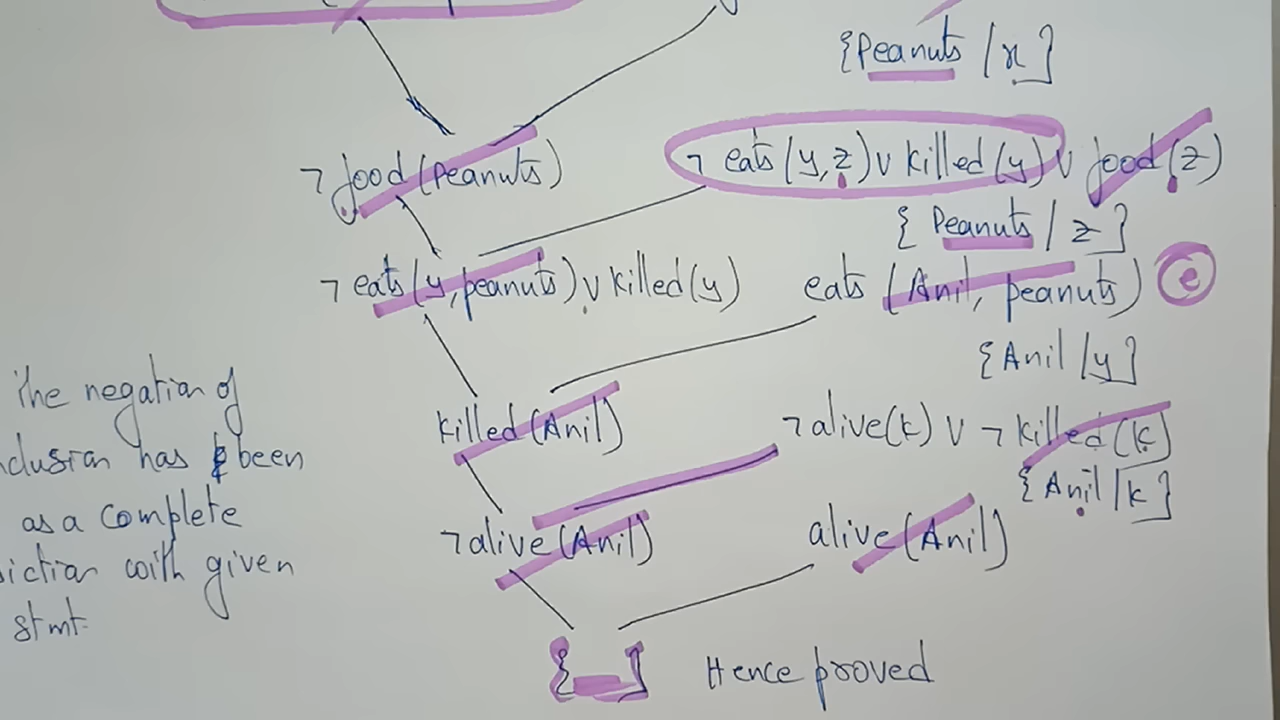 {Peanuts / x}
¬ food (Peanuts) ¬ eats (y, z) v killed (y) v food (z)
{ Peanuts / z }
¬ eats (y, peanuts) v killed (y) eats (Anil, peanuts) e
{Anil / y}
killed (Anil) ¬ alive(k) V ¬ killed (k)
{Anil / k}
¬ alive (Anil) alive (Anil)
The negation of
has been
as a complete
with given
stmt.
{ } Hence proved